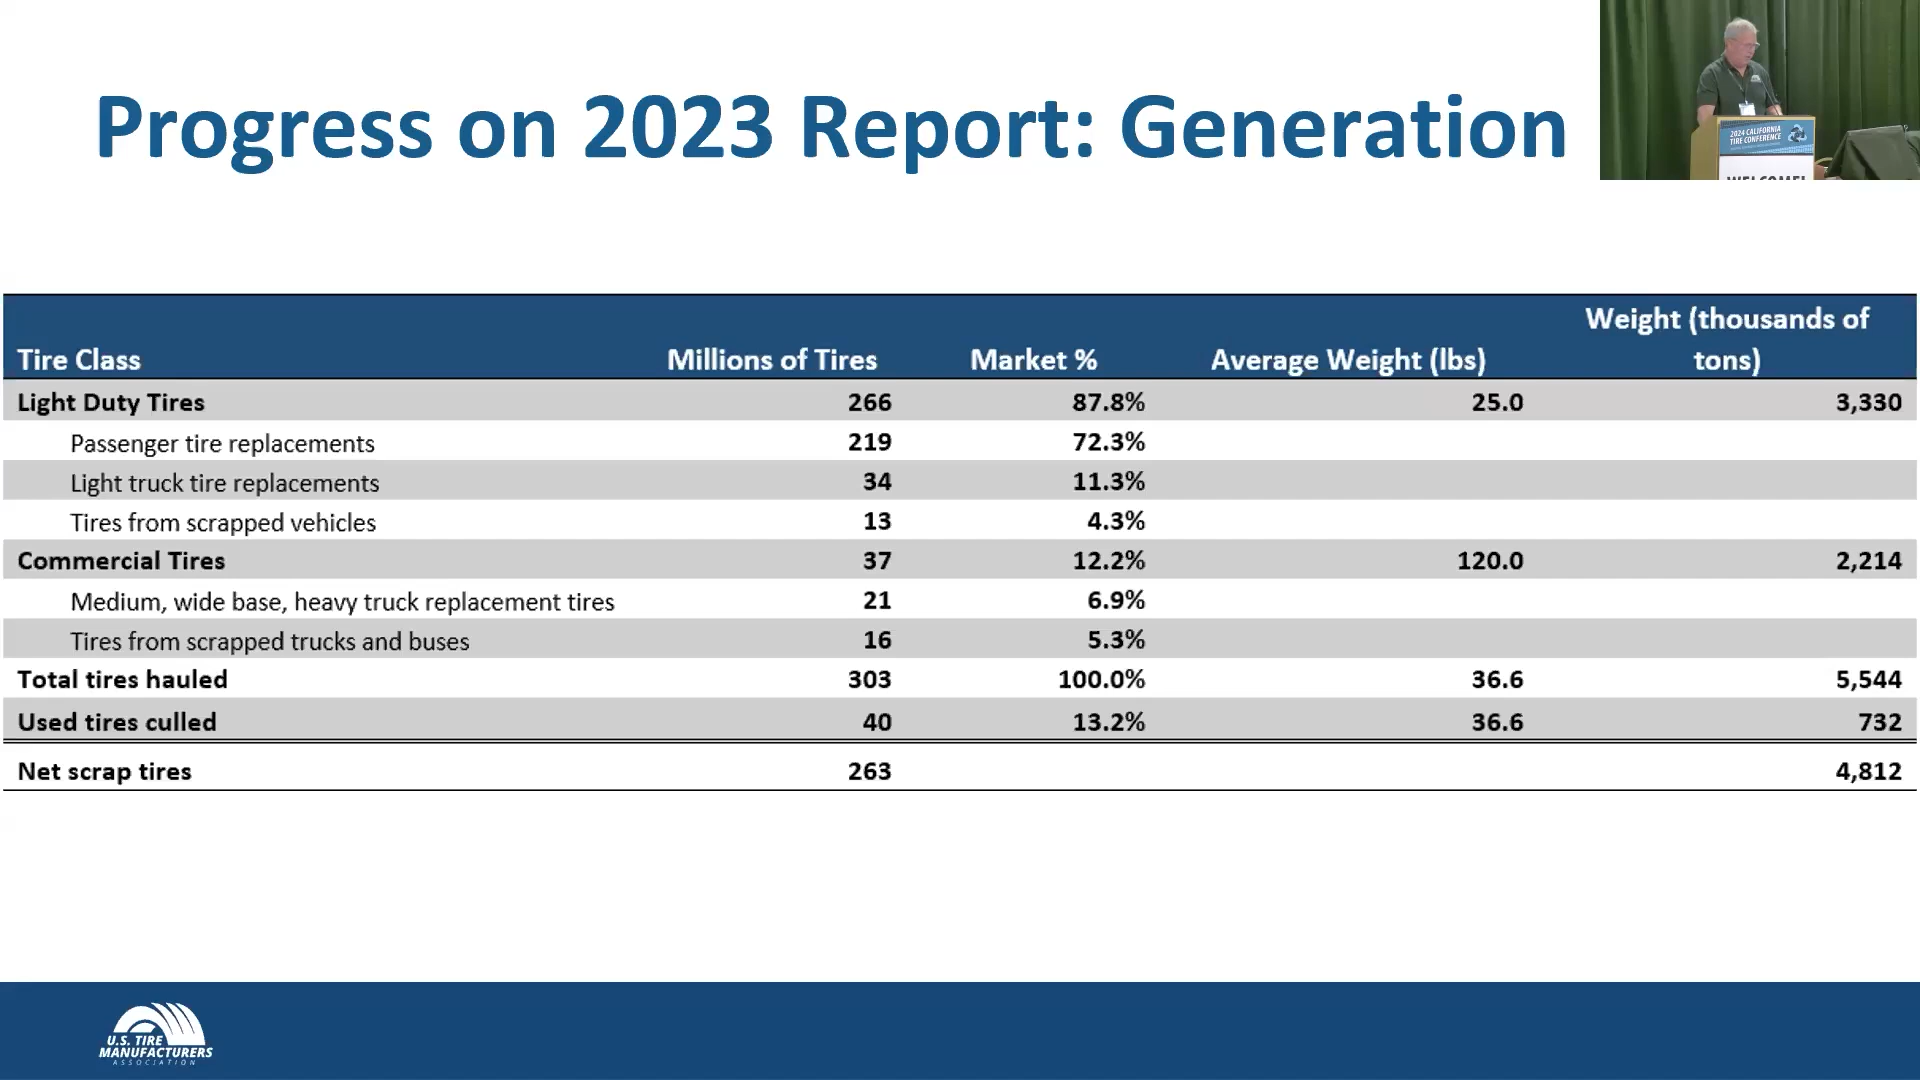 Progress on 2023 Report: Generation
2024 CALIFORNIA
TIRE CONFERENCE
WELCOME!
Tire Class Millions of Tires Market % Average Weight (lbs) Weight (thousands of tons)
Light Duty Tires 266 87.8% 25.0 3,330
Passenger tire replacements 219 72.3%
Light truck tire replacements 34 11.3%
Tires from scrapped vehicles 13 4.3%
Commercial Tires 37 12.2% 120.0 2,214
Medium, wide base, heavy truck replacement tires 21 6.9%
Tires from scrapped trucks and buses 16 5.3%
Total tires hauled 303 100.0% 36.6 5,544
Used tires culled 40 13.2% 36.6 732
Net scrap tires 263 4,812
U.S. TIRE
MANUFACTURERS
ASSOCIATION